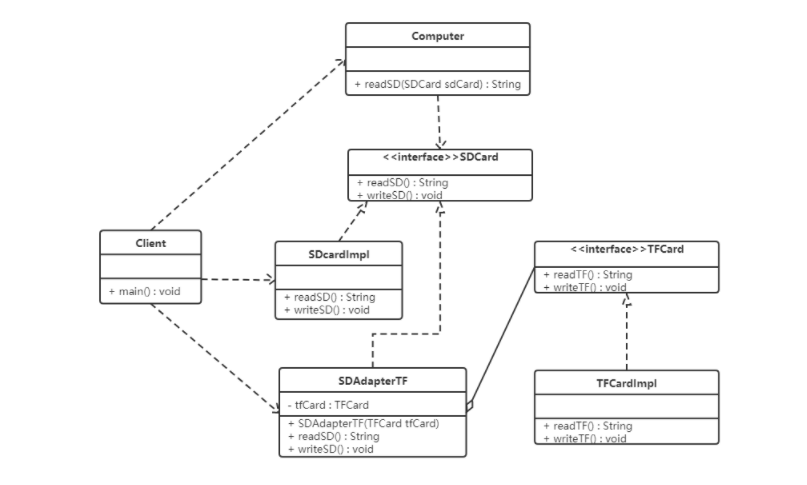 Computer
+ readSD(SDCard sdCard) : String
<<interface>>SDCard
+ readSD() : String
+ writeSD() : void
Client
+ main() : void
SDcardImpl
+ readSD() : String
+ writeSD() : void
<<interface>>TFCard
+ readTF() : String
+ writeTF() : void
SDAdapterTF
- tfCard : TFCard
+ SDAdapterTF(TFCard tfCard)
+ readSD() : String
+ writeSD() : void
TFCardImpl
+ readTF() : String
+ writeTF() : void